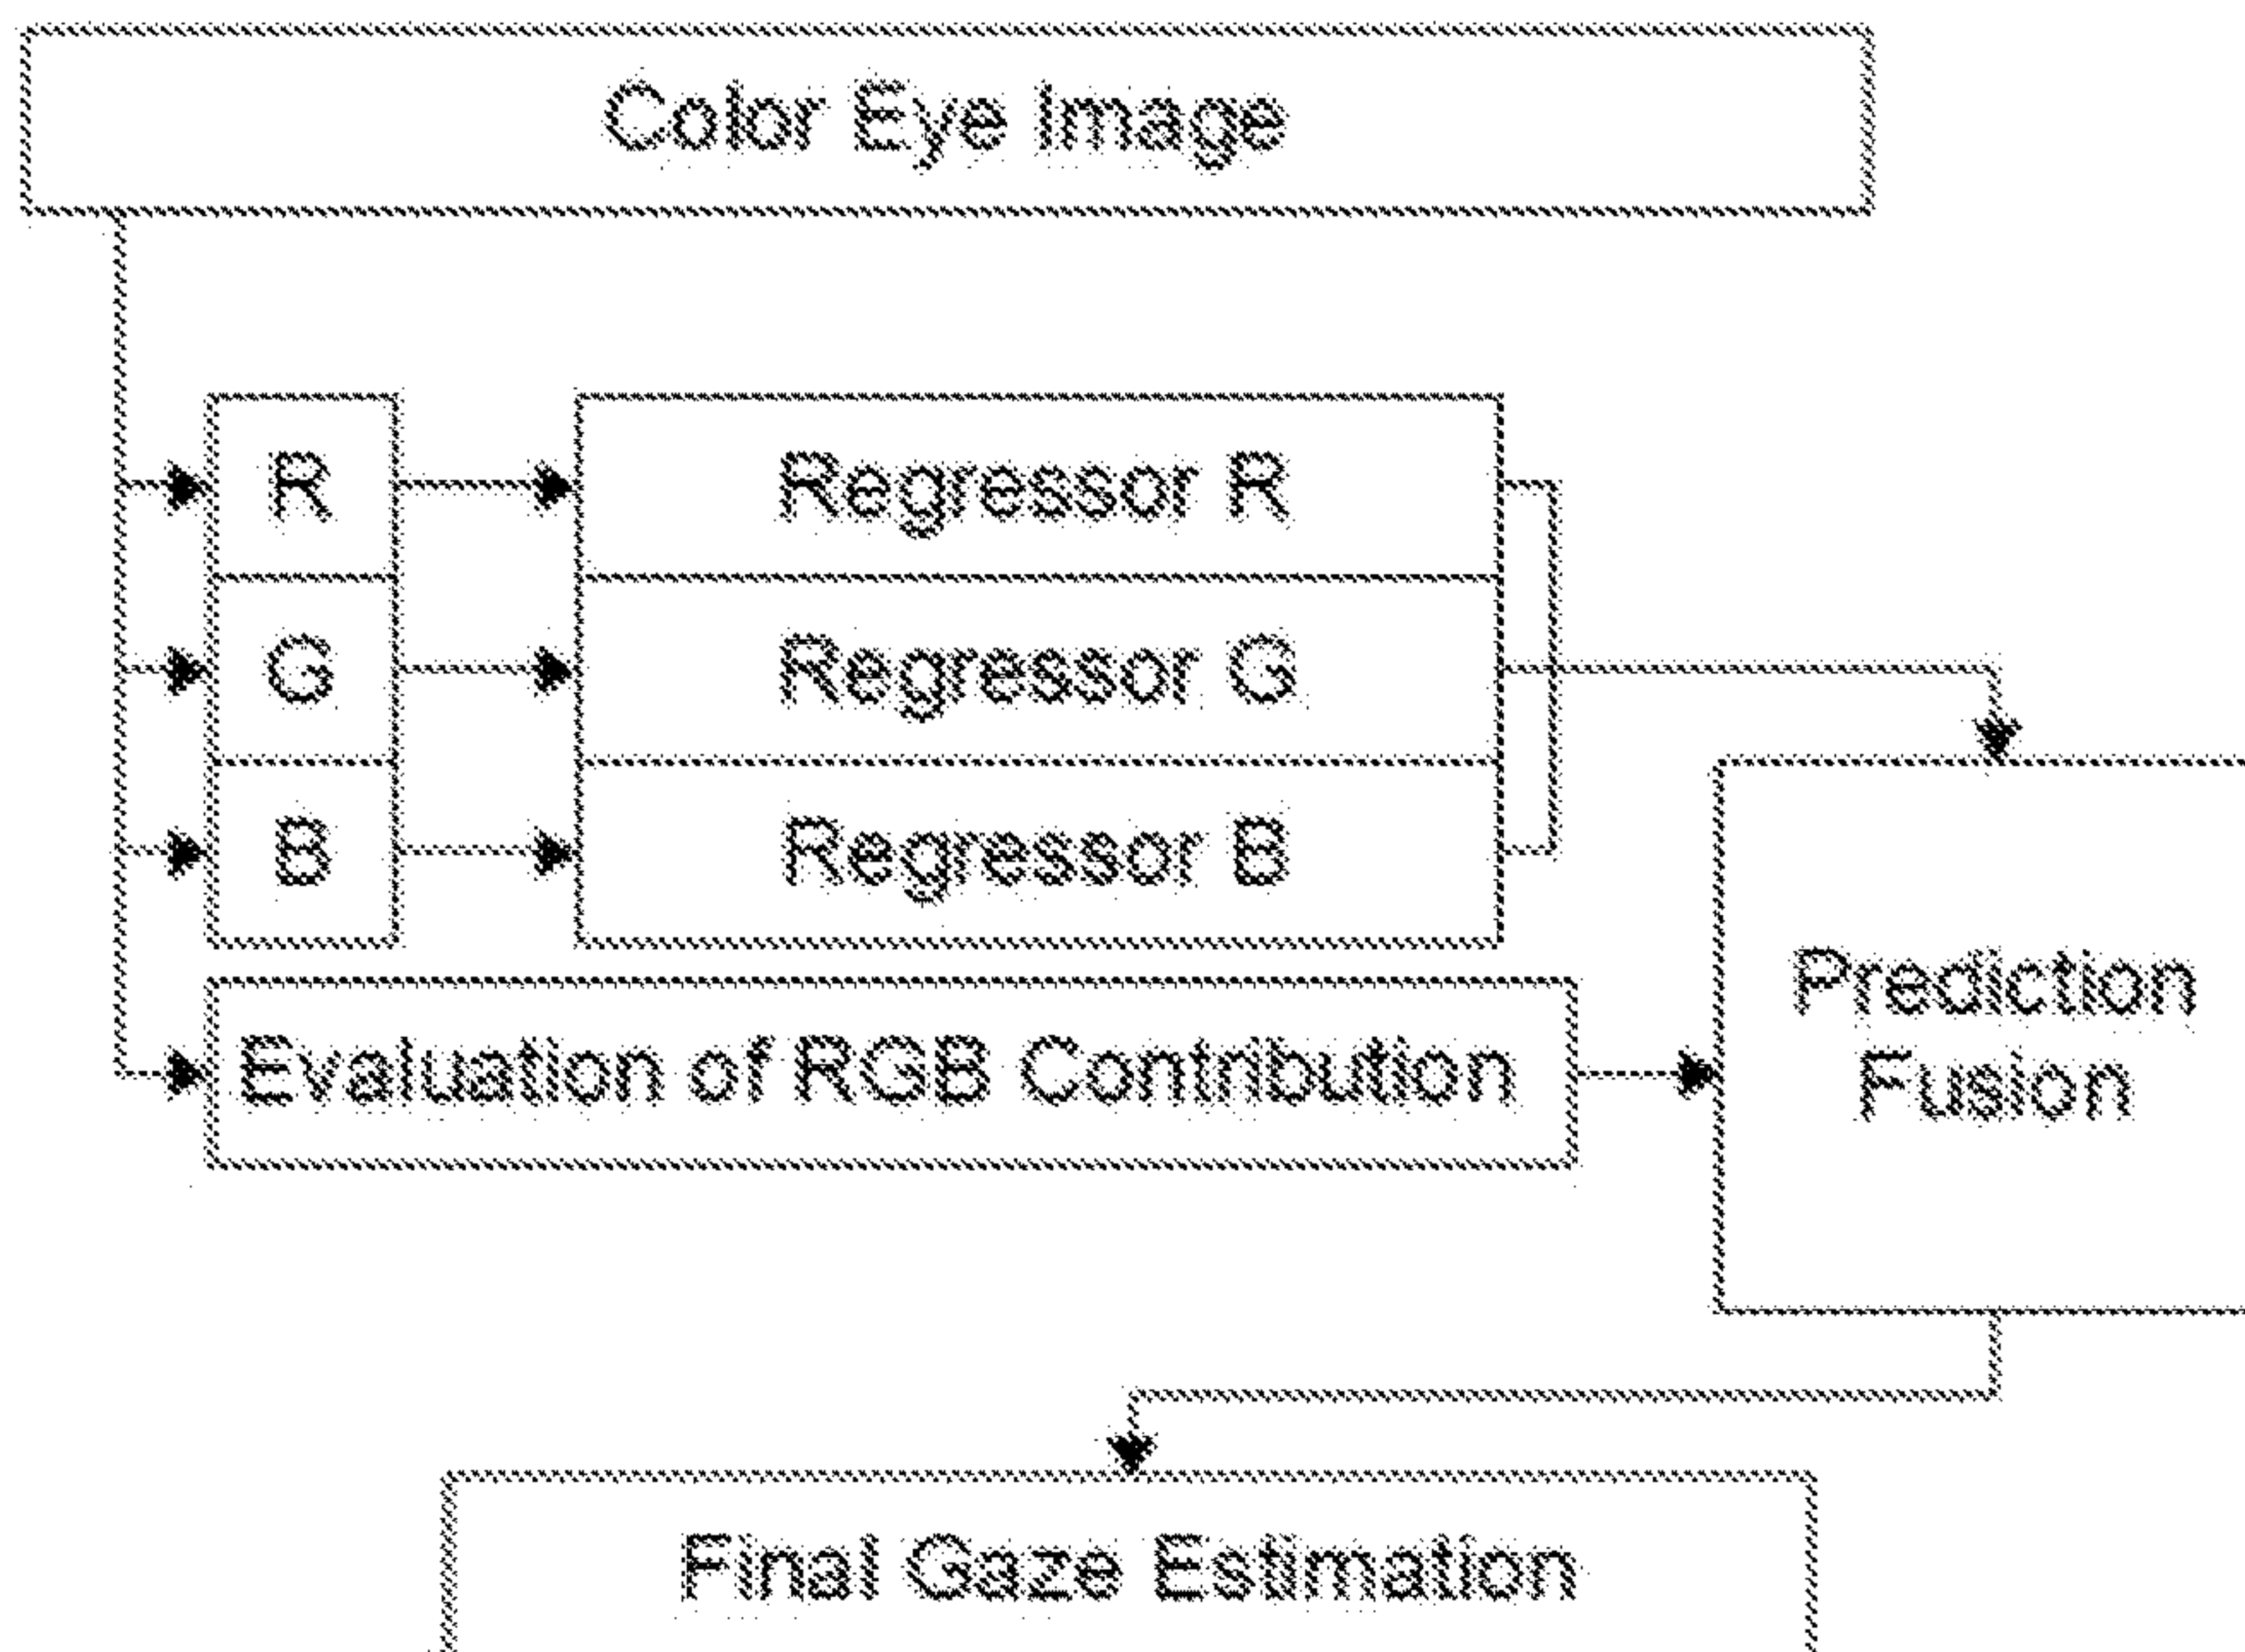 Color Eye Image
R
Regressor R
G
Regressor G
B
Regressor B
Evaluation of RGB Contribution
Prediction
Fusion
Final Gaze Estimation